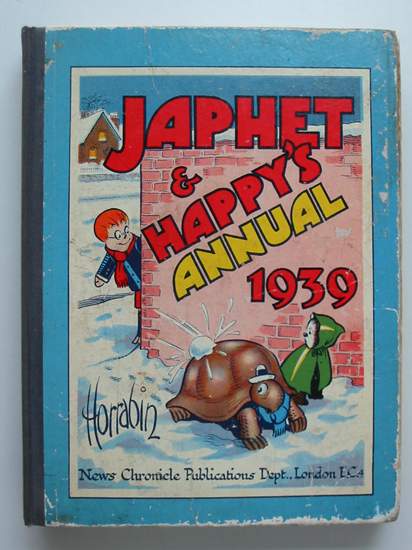 JAPHET
& HAPPY'S
ANNUAL
1939
Horrabin
News Chronicle Publications Dept., London E.C.4